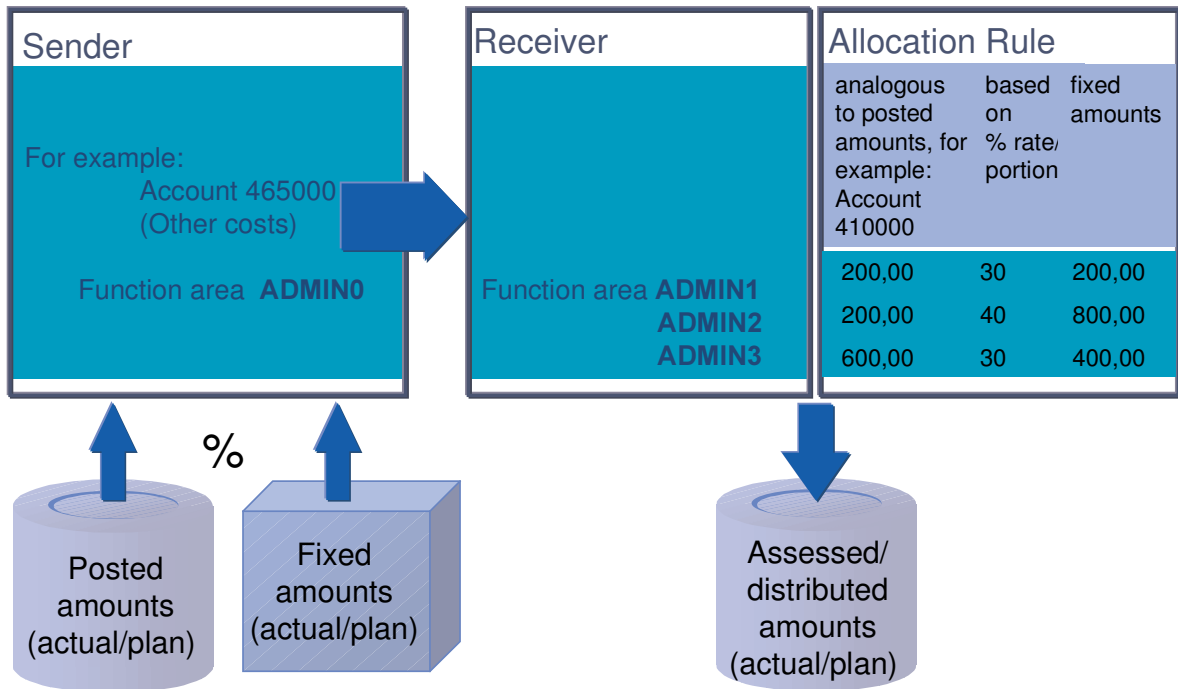 Sender
For example:
Account 465000
(Other costs)
Function area ADMIN0
Receiver
Function area ADMIN1
ADMIN2
ADMIN3
Allocation Rule
analogous
to posted
amounts, for
example:
Account
410000
based
on
% rate/
portion
fixed
amounts
200,00 30 200,00
200,00 40 800,00
600,00 30 400,00
%
Posted
amounts
(actual/plan)
Fixed
amounts
(actual/plan)
Assessed/
distributed
amounts
(actual/plan)